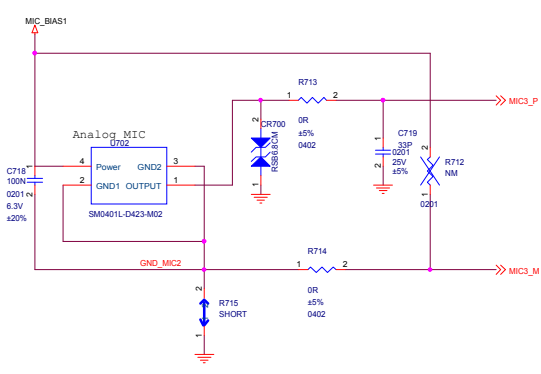 MIC_BIAS1
R713
1 2
MIC3_P
0R
±5%
0402
2
CR700
RSB6.8CM
1
Analog MIC
U702
4 Power GND2 3
2 GND1 OUTPUT 1
SM0401L-D423-M02
1
C718
100N
0201
2
6.3V
±20%
1
C719
33P
0201
25V
2
±5%
2
R712
NM
1
0201
GND_MIC2
R714
1 2
MIC3_M
0R
±5%
0402
2
R715
SHORT
1